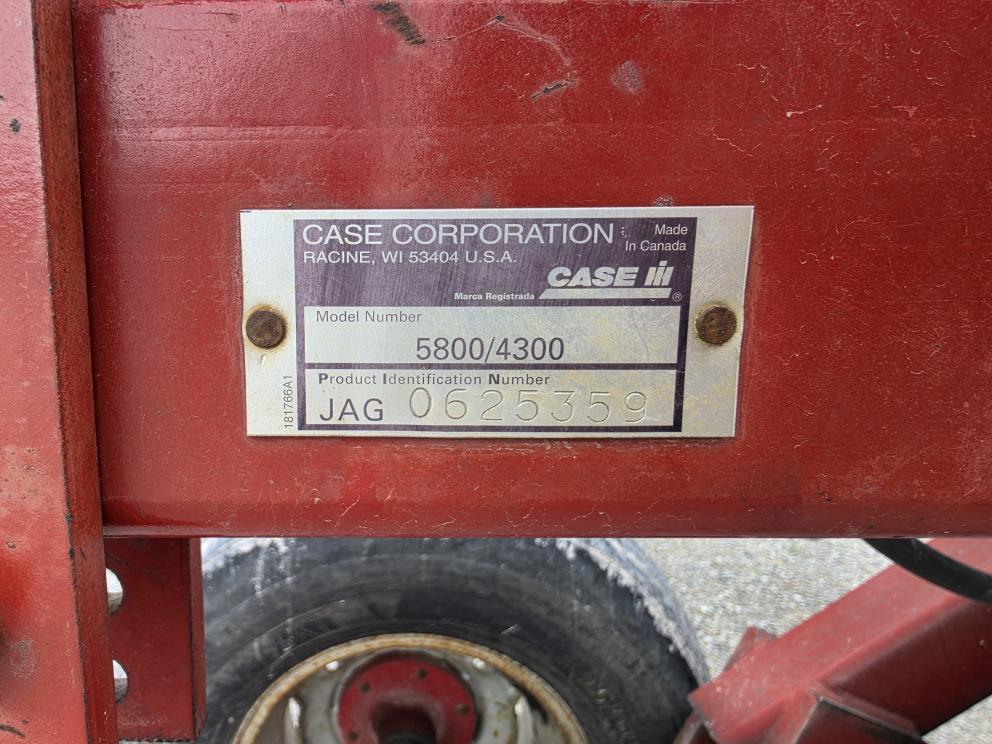 CASE CORPORATION
Made
In Canada
RACINE, WI 53404 U.S.A.
CASE IH
Marca Registrada
®
Model Number
5800/4300
Product Identification Number
JAG 0625359
181766A1